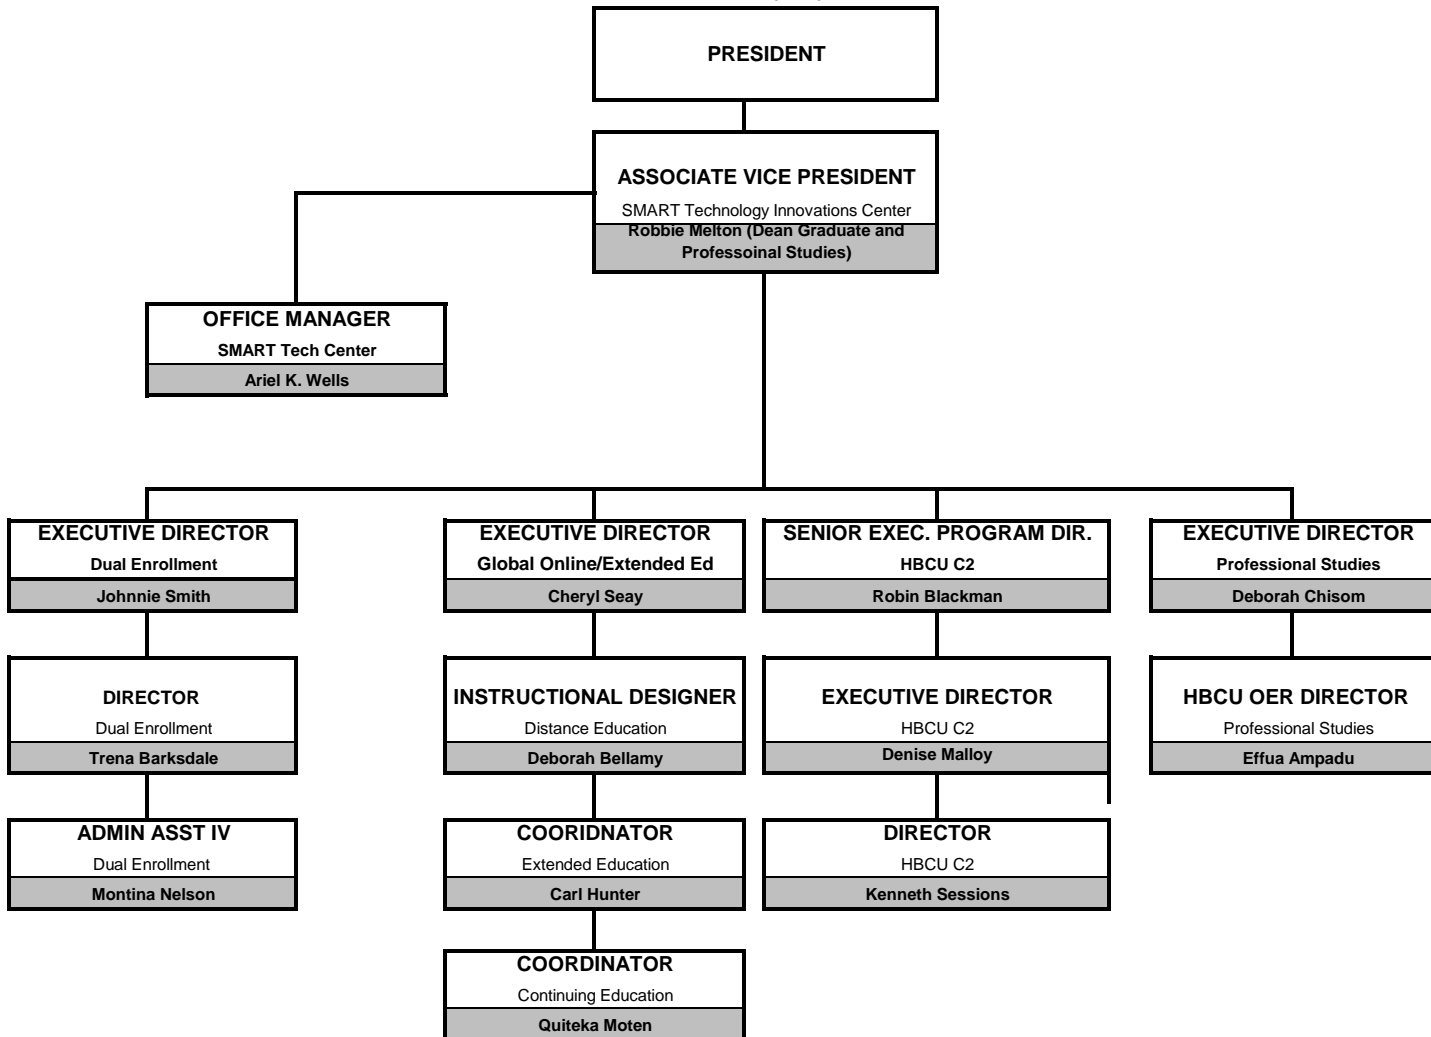 PRESIDENT
ASSOCIATE VICE PRESIDENT
SMART Technology Innovations Center
Robbie Melton (Dean Graduate and
Professoinal Studies)
OFFICE MANAGER
SMART Tech Center
Ariel K. Wells
EXECUTIVE DIRECTOR
Dual Enrollment
Johnnie Smith
EXECUTIVE DIRECTOR
Global Online/Extended Ed
Cheryl Seay
SENIOR EXEC. PROGRAM DIR.
HBCU C2
Robin Blackman
EXECUTIVE DIRECTOR
Professional Studies
Deborah Chisom
DIRECTOR
Dual Enrollment
Trena Barksdale
INSTRUCTIONAL DESIGNER
Distance Education
Deborah Bellamy
EXECUTIVE DIRECTOR
HBCU C2
Denise Malloy
HBCU OER DIRECTOR
Professional Studies
Effua Ampadu
ADMIN ASST IV
Dual Enrollment
Montina Nelson
COORIDNATOR
Extended Education
Carl Hunter
DIRECTOR
HBCU C2
Kenneth Sessions
COORDINATOR
Continuing Education
Quiteka Moten